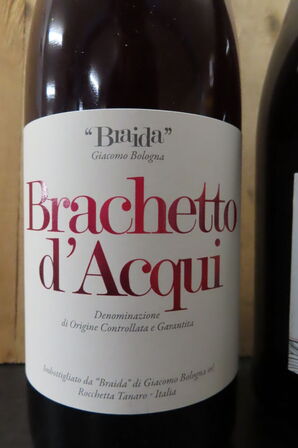 "Braida"
Giacomo Bologna
Brachetto
d'Acqui
Denominazione
di Origine Controllata e Garantita
Imbottigliato da "Braida" di Giacomo Bologna srl
Rocchetta Tanaro - Italia